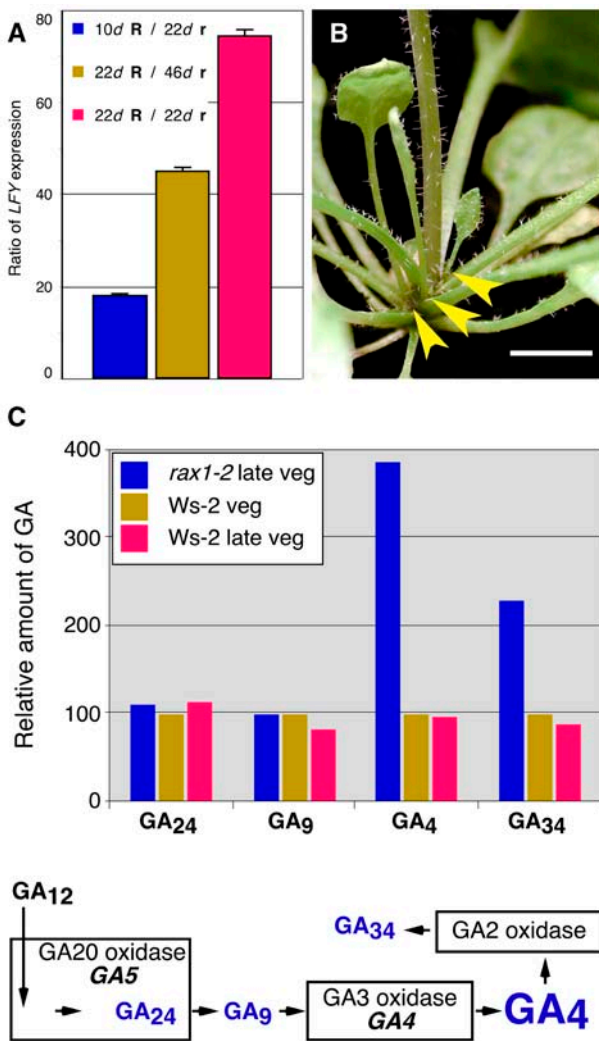 A
80
60
40
20
0
Ratio of LFY expression
10d R / 22d r
22d R / 46d r
22d R / 22d r
B
C
400
300
200
100
0
Relative amount of GA
rax1-2 late veg
Ws-2 veg
Ws-2 late veg
GA24 GA9 GA4 GA34
GA12
GA20 oxidase
GA5
GA24
GA9
GA3 oxidase
GA4
GA4
GA34
GA2 oxidase